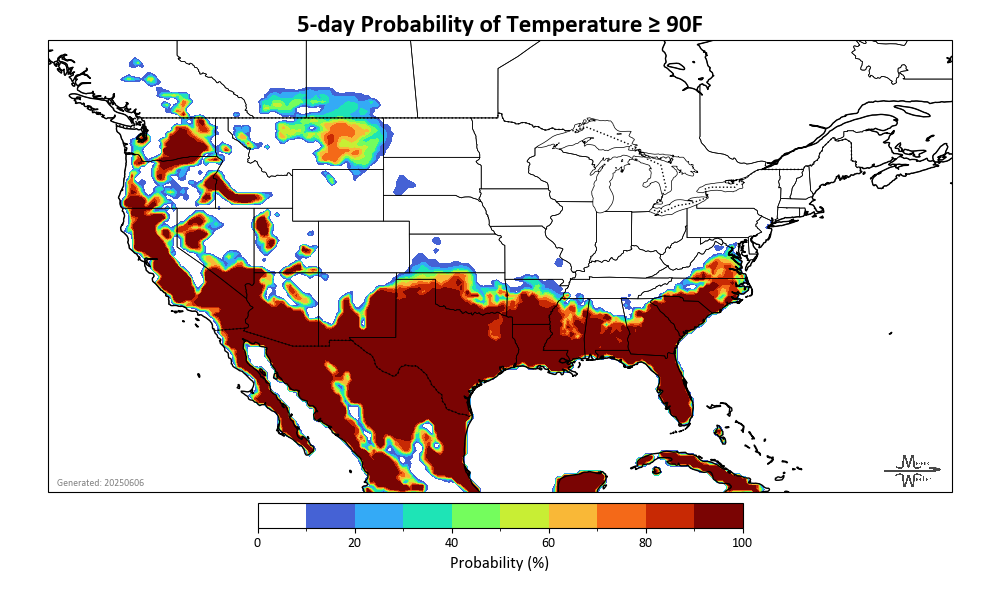 5-day Probability of Temperature ≥ 90F
Generated: 20250606
0 20 40 60 80 100
Probability (%)